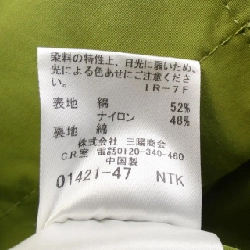 染料の特性上、日光に弱いため、
光による色あせにご注意ください。
IR-7F
表地 綿 52%
ナイロン 48%
裏地 綿
株式会社 三陽商会
C.R室 電話0120-340-460
中国製
01421-47 NTK